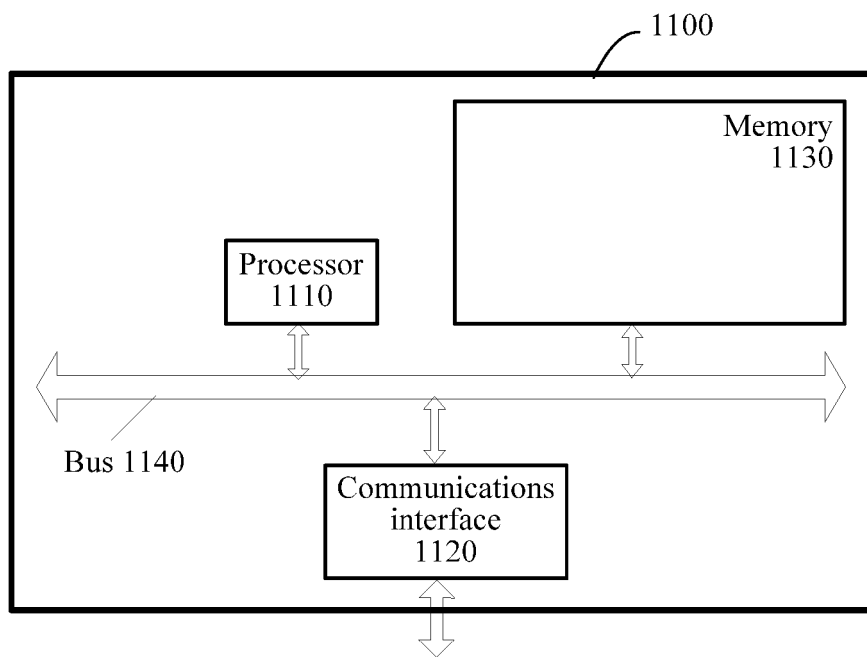 1100
Memory
1130
Processor
1110
Bus 1140
Communications
interface
1120